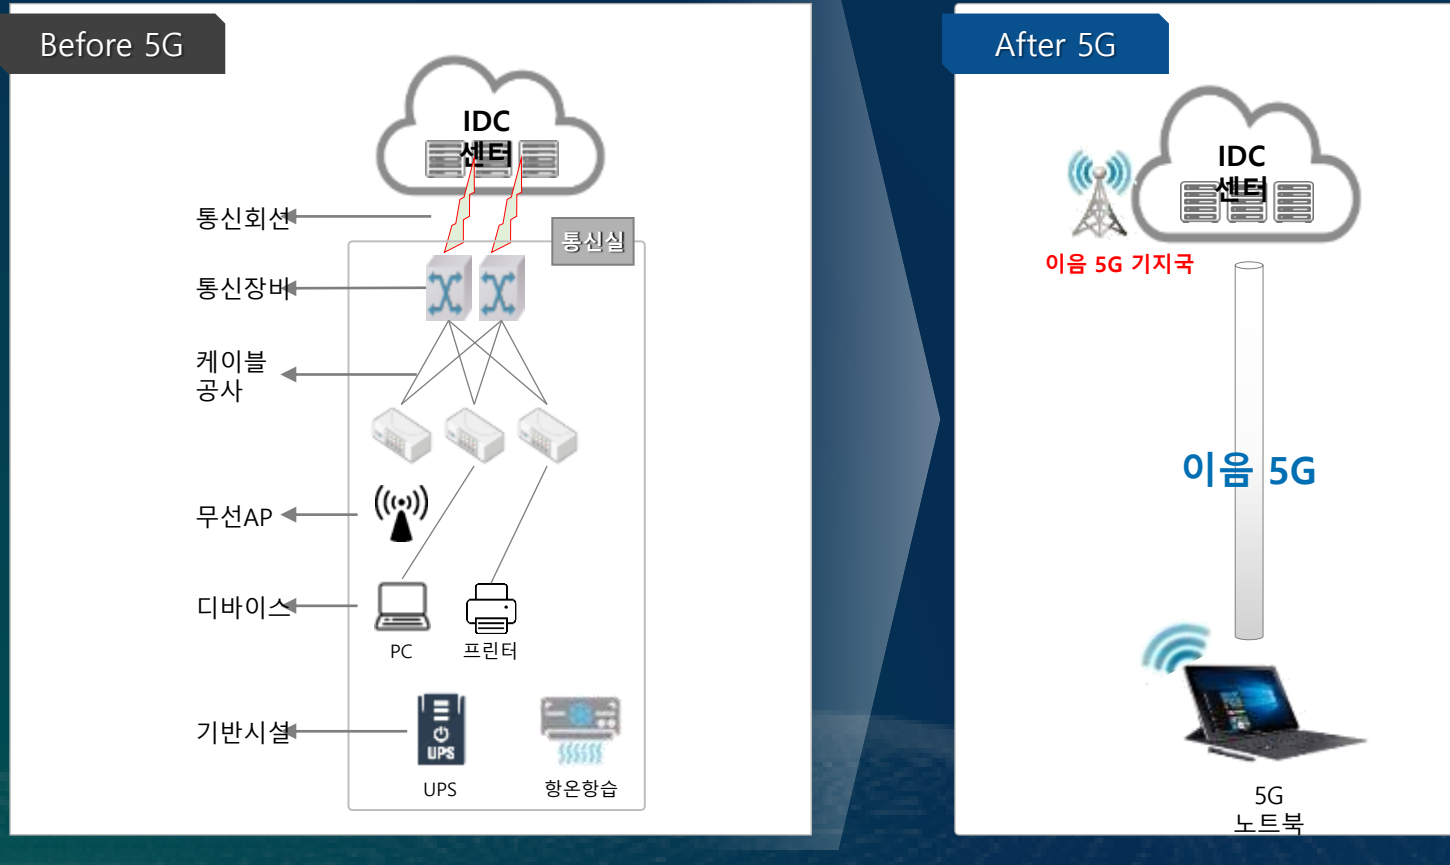 Before 5G
IDC
센터
통신회선
통신실
통신장비
케이블
공사
무선AP
디바이스
PC
프린터
기반시설
UPS
UPS
항온항습
After 5G
IDC
센터
이음 5G 기지국
이음 5G
5G
노트북